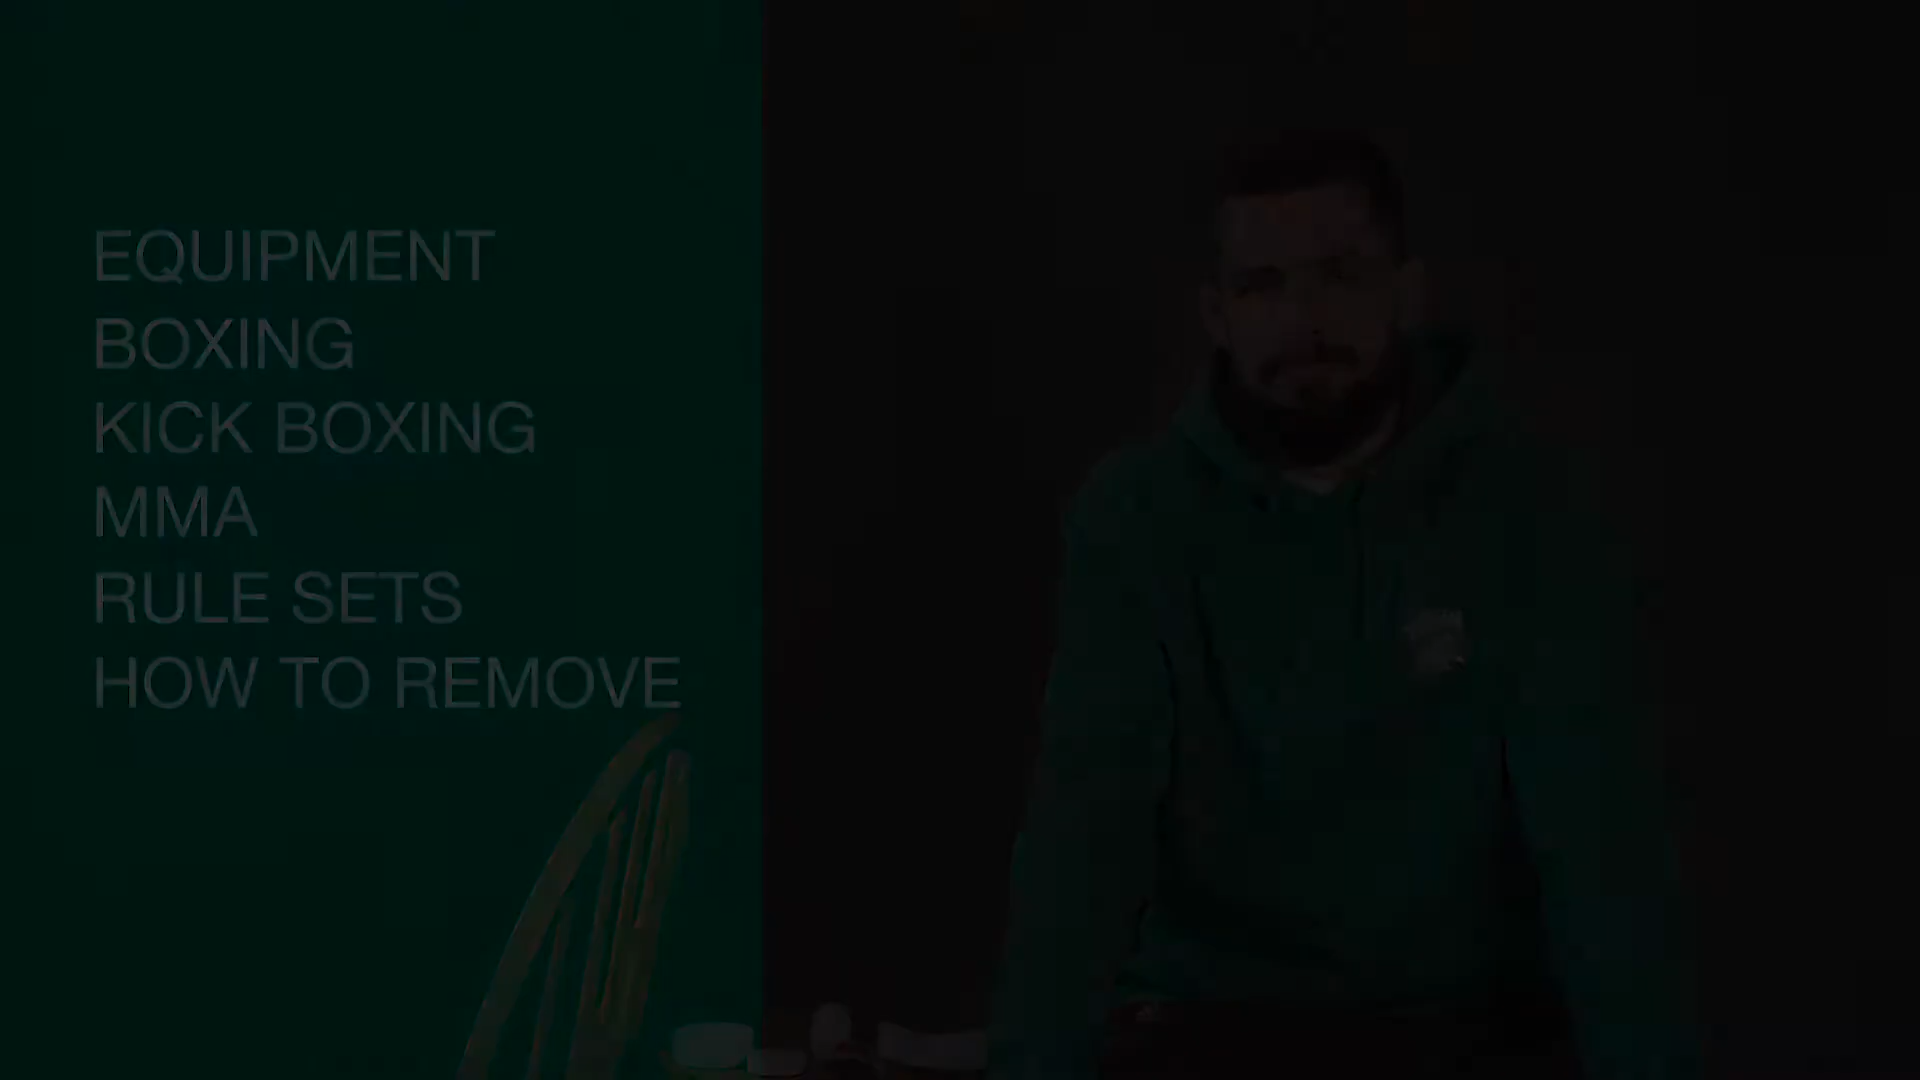 EQUIPMENT
BOXING
KICK BOXING
MMA
RULE SETS
HOW TO REMOVE